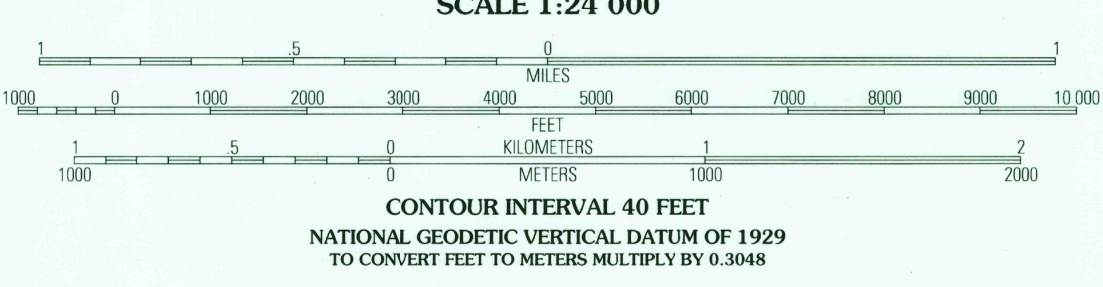 SCALE 1:24 000
1 .5 0 1
MILES
1000 0 1000 2000 3000 4000 5000 6000 7000 8000 9000 10 000
FEET
1 .5 0 KILOMETERS 1 2
1000 0 METERS 1000 2000
CONTOUR INTERVAL 40 FEET
NATIONAL GEODETIC VERTICAL DATUM OF 1929
TO CONVERT FEET TO METERS MULTIPLY BY 0.3048